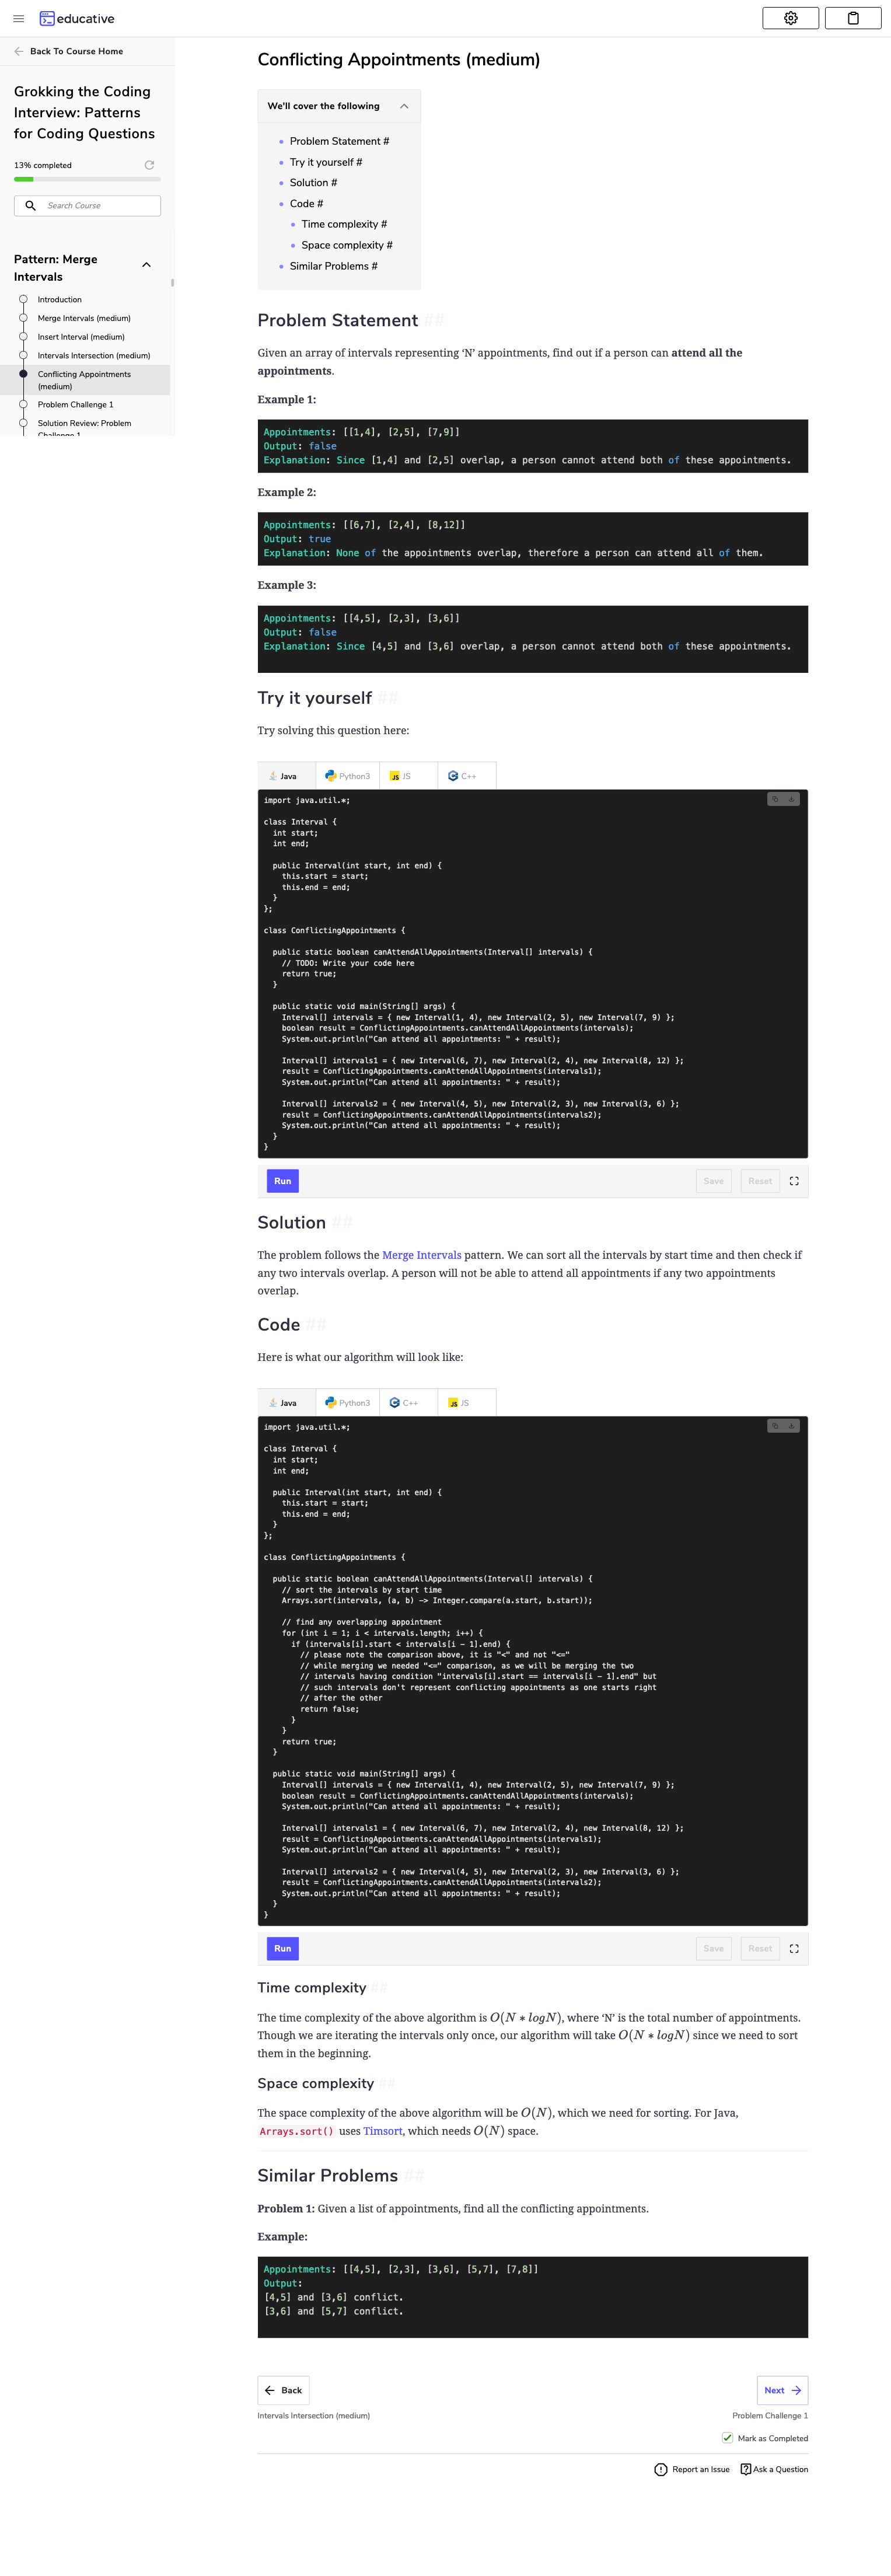 educative
Back To Course Home
Grokking the Coding
Interview: Patterns
for Coding Questions
13% completed
Search Course
Pattern: Merge
Intervals
Introduction
Merge Intervals (medium)
Insert Interval (medium)
Intervals Intersection (medium)
Conflicting Appointments
(medium)
Problem Challenge 1
Solution Review: Problem
Challenge 1
Conflicting Appointments (medium)
We'll cover the following
Problem Statement #
Try it yourself #
Solution #
Code #
Time complexity #
Space complexity #
Similar Problems #
Problem Statement ##
Given an array of intervals representing ‘N’ appointments, find out if a person can attend all the
appointments.
Example 1:
Appointments: [[1,4], [2,5], [7,9]]
Output: false
Explanation: Since [1,4] and [2,5] overlap, a person cannot attend both of these appointments.
Example 2:
Appointments: [[6,7], [2,4], [8,12]]
Output: true
Explanation: None of the appointments overlap, therefore a person can attend all of them.
Example 3:
Appointments: [[4,5], [2,3], [3,6]]
Output: false
Explanation: Since [4,5] and [3,6] overlap, a person cannot attend both of these appointments.
Try it yourself ##
Try solving this question here:
Java Python3 JS C++
import java.util.*;
class Interval {
int start;
int end;
public Interval(int start, int end) {
this.start = start;
this.end = end;
}
};
class ConflictingAppointments {
public static boolean canAttendAllAppointments(Interval[] intervals) {
// TODO: Write your code here
return true;
}
public static void main(String[] args) {
Interval[] intervals = { new Interval(1, 4), new Interval(2, 5), new Interval(7, 9) };
boolean result = ConflictingAppointments.canAttendAllAppointments(intervals);
System.out.println("Can attend all appointments: " + result);
Interval[] intervals1 = { new Interval(6, 7), new Interval(2, 4), new Interval(8, 12) };
result = ConflictingAppointments.canAttendAllAppointments(intervals1);
System.out.println("Can attend all appointments: " + result);
Interval[] intervals2 = { new Interval(4, 5), new Interval(2, 3), new Interval(3, 6) };
result = ConflictingAppointments.canAttendAllAppointments(intervals2);
System.out.println("Can attend all appointments: " + result);
}
}
Run Save Reset
Solution ##
The problem follows the Merge Intervals pattern. We can sort all the intervals by start time and then check if
any two intervals overlap. A person will not be able to attend all appointments if any two appointments
overlap.
Code ##
Here is what our algorithm will look like:
Java Python3 C++ JS
import java.util.*;
class Interval {
int start;
int end;
public Interval(int start, int end) {
this.start = start;
this.end = end;
}
};
class ConflictingAppointments {
public static boolean canAttendAllAppointments(Interval[] intervals) {
// sort the intervals by start time
Arrays.sort(intervals, (a, b) -> Integer.compare(a.start, b.start));
// find any overlapping appointment
for (int i = 1; i < intervals.length; i++) {
if (intervals[i].start < intervals[i - 1].end) {
// please note the comparison above, it is "<" and not "<="
// while merging we needed "<=" comparison, as we will be merging the two
// intervals having condition "intervals[i].start == intervals[i - 1].end" but
// such intervals don't represent conflicting appointments as one starts right
// after the other
return false;
}
}
return true;
}
public static void main(String[] args) {
Interval[] intervals = { new Interval(1, 4), new Interval(2, 5), new Interval(7, 9) };
boolean result = ConflictingAppointments.canAttendAllAppointments(intervals);
System.out.println("Can attend all appointments: " + result);
Interval[] intervals1 = { new Interval(6, 7), new Interval(2, 4), new Interval(8, 12) };
result = ConflictingAppointments.canAttendAllAppointments(intervals1);
System.out.println("Can attend all appointments: " + result);
Interval[] intervals2 = { new Interval(4, 5), new Interval(2, 3), new Interval(3, 6) };
result = ConflictingAppointments.canAttendAllAppointments(intervals2);
System.out.println("Can attend all appointments: " + result);
}
}
Run Save Reset
Time complexity ##
The time complexity of the above algorithm is O(N ∗ logN), where ‘N’ is the total number of appointments.
Though we are iterating the intervals only once, our algorithm will take O(N ∗ logN) since we need to sort
them in the beginning.
Space complexity ##
The space complexity of the above algorithm will be O(N), which we need for sorting. For Java,
Arrays.sort() uses Timsort, which needs O(N) space.
Similar Problems ##
Problem 1: Given a list of appointments, find all the conflicting appointments.
Example:
Appointments: [[4,5], [2,3], [3,6], [5,7], [7,8]]
Output:
[4,5] and [3,6] conflict.
[3,6] and [5,7] conflict.
Back Next
Intervals Intersection (medium) Problem Challenge 1
Mark as Completed
Report an Issue Ask a Question